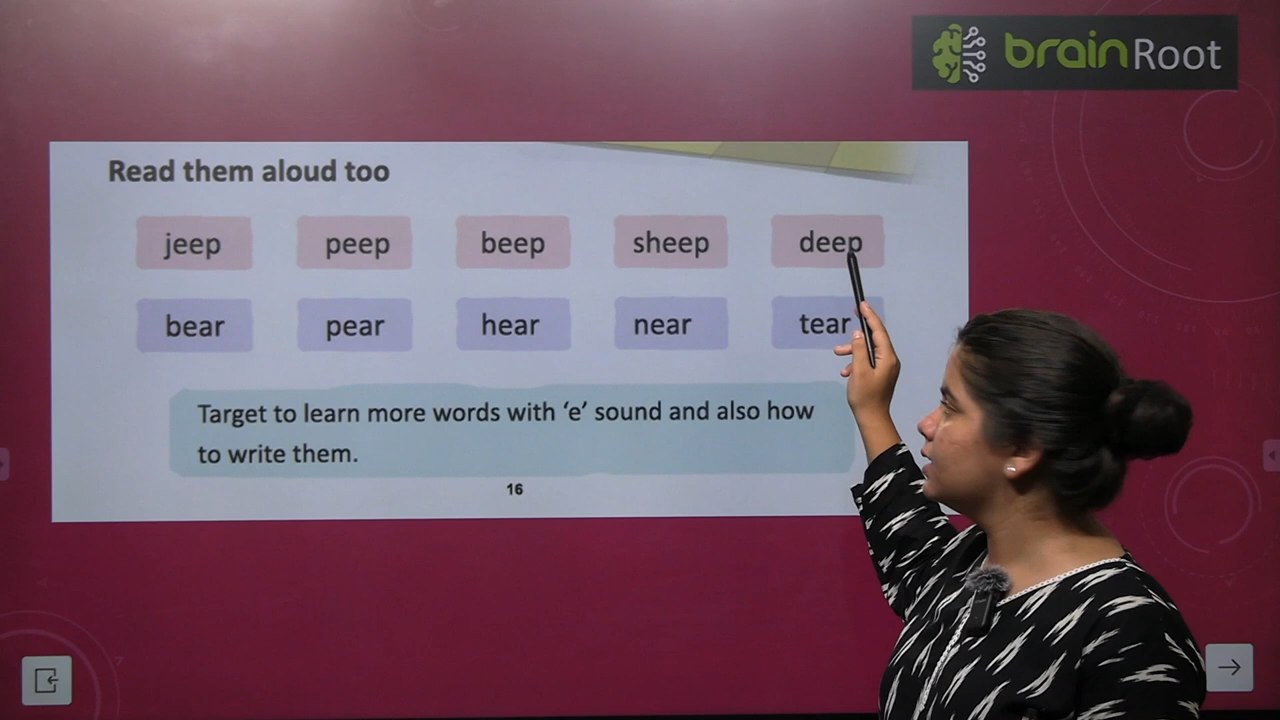 brainRoot
Read them aloud too
jeep peep beep sheep deep
bear pear hear near tear
Target to learn more words with ‘e’ sound and also how
to write them.
16